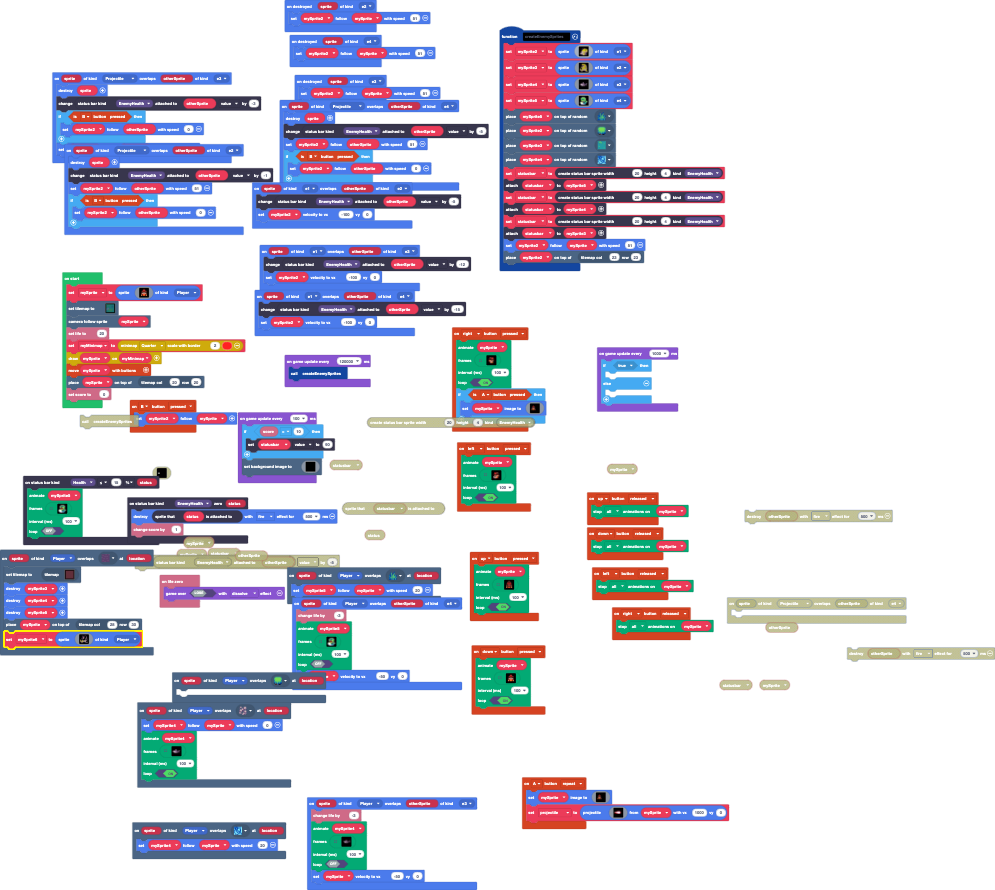 on destroyed sprite of kind e2
set mySprite2 follow mySprite with speed 51
on destroyed sprite of kind e4
set mySprite2 follow mySprite with speed 51
on destroyed sprite of kind e3
follow mySprite with speed 51
function createEnemySprites
set mySprite2 to sprite of kind e1
set mySprite3 to sprite of kind e2
set mySprite4 to sprite of kind e3
set mySprite5 to sprite of kind e4
place mySprite5 on top of random
place mySprite3 on top of random
place mySprite2 on top of random
place mySprite4 on top of random
set statusbar to create status bar sprite width 20 height 4 kind EnemyHealth
attach statusbar to mySprite3
set statusbar to create status bar sprite width 20 height 4 kind EnemyHealth
attach statusbar to mySprite4
set statusbar to create status bar sprite width 20 height 4 kind EnemyHealth
attach statusbar to mySprite5
set mySprite2 follow mySprite with speed 51
place mySprite2 on top of tilemap col 23 row 23
on sprite of kind Projectile overlaps otherSprite of kind e3
destroy sprite
change status bar kind EnemyHealth attached to otherSprite value by
if is B button pressed then
set mySprite3 follow otherSprite with speed 0
on sprite of kind Projectile overlaps otherSprite of kind e2
destroy sprite
change status bar kind EnemyHealth attached to otherSprite value by
set mySprite3 follow mySprite with speed 51
if is B button pressed then
set mySprite3 follow otherSprite with speed 0
on sprite of kind Projectile overlaps otherSprite of kind e4
destroy sprite
change status bar kind EnemyHealth attached to otherSprite value by
set mySprite5 follow mySprite with speed 51
if is B button pressed then
set mySprite5 follow otherSprite with speed 0
on sprite of kind e1 overlaps otherSprite of kind e2
change status bar kind EnemyHealth attached to otherSprite value by
set mySprite3 velocity to vx -100 vy 0
on sprite of kind e1 overlaps otherSprite of kind e3
change status bar kind EnemyHealth attached to otherSprite value by -12
set mySprite3 velocity to vx -100 vy 0
on sprite of kind e1 overlaps otherSprite of kind e4
change status bar kind EnemyHealth attached to otherSprite value by -15
set mySprite3 velocity to vx -100 vy 0
on start
set mySprite to sprite of kind Player
set tilemap to
camera follow sprite mySprite
set life to 20
set myMinimap to minimap Quarter scale with border 2
draw mySprite on myMinimap
move mySprite with buttons
place mySprite on top of tilemap col 20 row 20
set score to 0
on game update every 100000 ms
call createEnemySprites
on right button pressed
animate mySprite
frames
interval (ms) 100
loop
if is A button pressed then
set mySprite image to
on game update every 1000 ms
if true then
else
on B button pressed
follow mySprite
call createEnemySprites
on game update every 100 ms
if score = 10 then
set statusbar value to 50
set background image to
create status bar sprite width 20 height 4 kind EnemyHealth
statusbar
on left button pressed
animate mySprite
frames
interval (ms) 100
loop
mySprite
on status bar kind Health 15 % status
animate mySprite5
frames
interval (ms) 100
loop OFF
on status bar kind EnemyHealth zero status
destroy sprite that status is attached to with fire effect for 500 ms
change score by 1
sprite that statusbar is attached to
status
on up button released
stop all animations on mySprite
on down button released
stop all animations on mySprite
on left button released
stop all animations on mySprite
on right button released
stop all animations on mySprite
destroy otherSprite with fire effect for 500 ms
mySprite
otherSprite
status bar kind EnemyHealth attached to otherSprite value by
on sprite of kind Player overlaps at location
set tilemap to tilemap
destroy mySprite3
destroy mySprite4
destroy mySprite5
place mySprite on top of tilemap col 35 row 35
set mySprite6 to sprite of kind Player
on life zero
game over LOSE with dissolve effect
on sprite of kind Player overlaps at location
set mySprite5 follow mySprite with speed 20
on sprite of kind Player overlaps otherSprite of kind e4
change life by
animate mySprite5
frames
interval (ms) 100
loop OFF
velocity to vx -50 vy 0
on up button pressed
animate mySprite
frames
interval (ms) 100
loop
on sprite of kind Projectile overlaps otherSprite of kind e4
otherSprite
on down button pressed
animate mySprite
frames
interval (ms) 100
loop
destroy otherSprite with fire effect for 500 ms
on sprite of kind Player overlaps at location
statusbar
mySprite
on sprite of kind Player overlaps at location
set mySprite4 follow mySprite with speed 0
animate mySprite4
frames
interval (ms) 100
loop
on A button repeat
set mySprite image to
set projectile to projectile from mySprite with vx 1000 vy 0
on sprite of kind Player overlaps otherSprite of kind e3
change life by
animate mySprite4
frames
interval (ms) 100
loop OFF
set mySprite velocity to vx -50 vy 0
on sprite of kind Player overlaps at location
set mySprite4 follow mySprite with speed 20